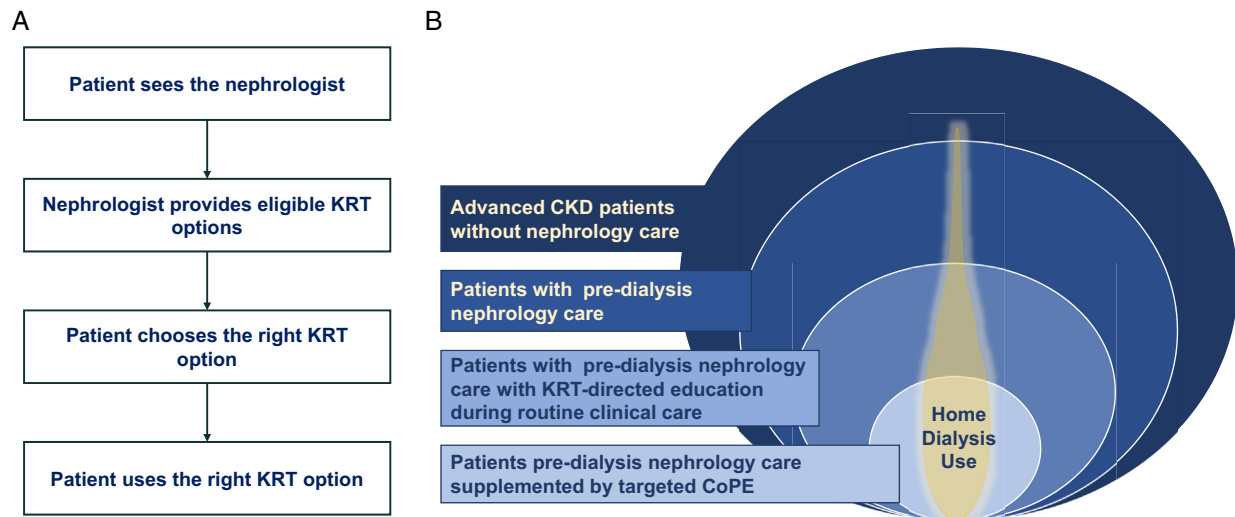 A
Patient sees the nephrologist
Nephrologist provides eligible KRT
options
Patient chooses the right KRT
option
Patient uses the right KRT option
B
Advanced CKD patients
without nephrology care
Patients with pre-dialysis
nephrology care
Patients with pre-dialysis nephrology
care with KRT-directed education
during routine clinical care
Patients pre-dialysis nephrology care
supplemented by targeted CoPE
Home
Dialysis
Use